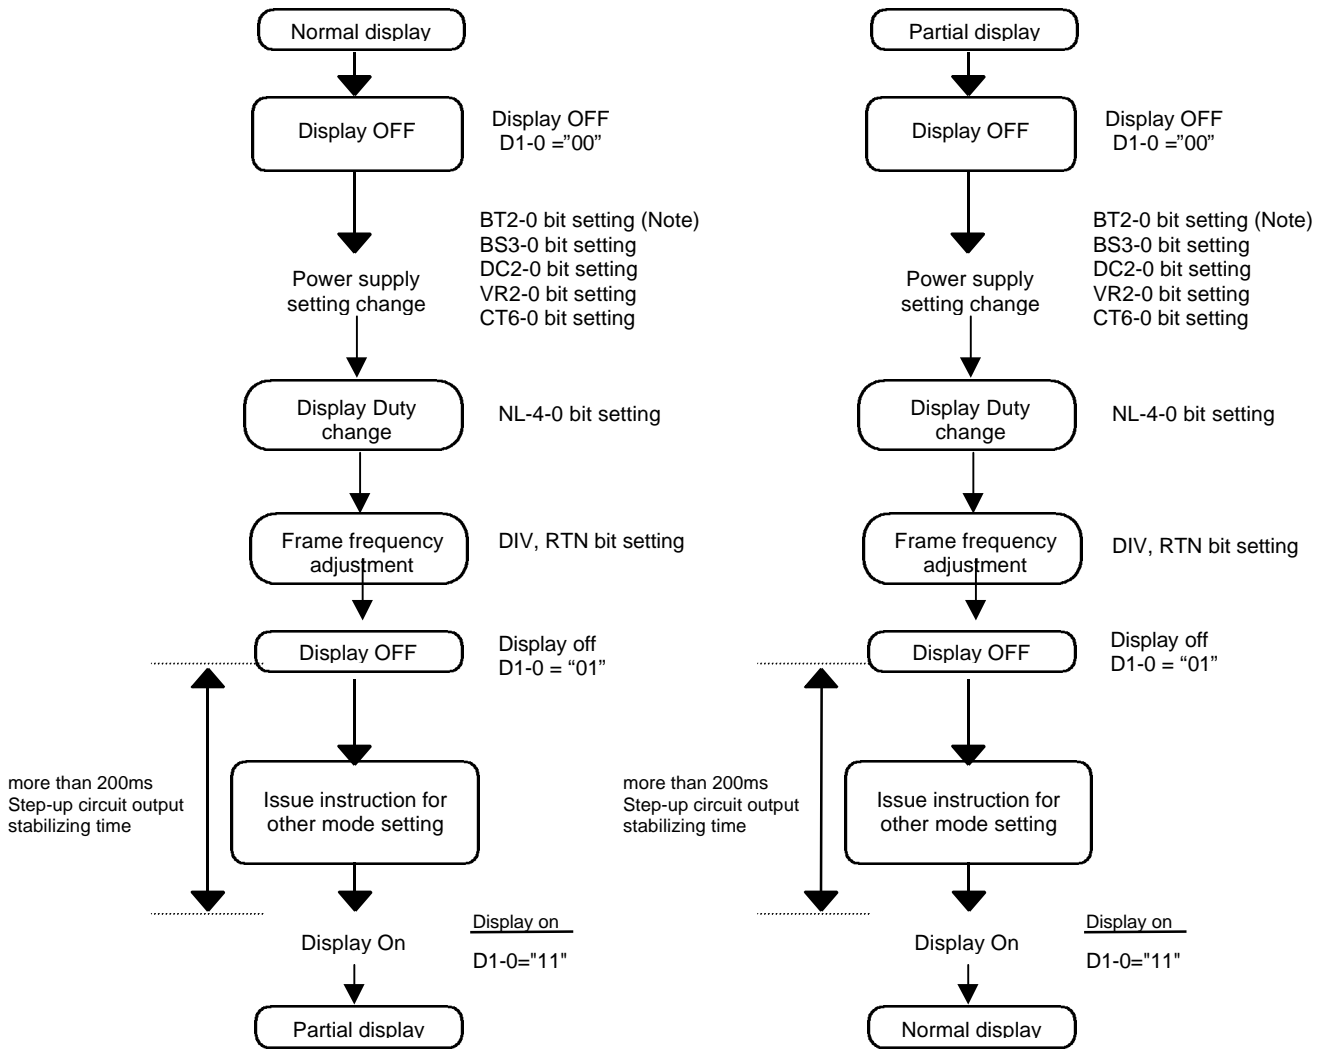 Normal display
Display OFF
Display OFF
D1-0 =”00”
BT2-0 bit setting (Note)
BS3-0 bit setting
DC2-0 bit setting
VR2-0 bit setting
CT6-0 bit setting
Power supply
setting change
Display Duty
change
NL-4-0 bit setting
Frame frequency
adjustment
DIV, RTN bit setting
Display OFF
Display off
D1-0 = “01”
more than 200ms
Step-up circuit output
stabilizing time
Issue instruction for
other mode setting
Display On
Display on
D1-0="11"
Partial display
Partial display
Display OFF
Display OFF
D1-0 =”00”
BT2-0 bit setting (Note)
BS3-0 bit setting
DC2-0 bit setting
VR2-0 bit setting
CT6-0 bit setting
Power supply
setting change
Display Duty
change
NL-4-0 bit setting
Frame frequency
adjustment
DIV, RTN bit setting
Display OFF
Display off
D1-0 = “01”
more than 200ms
Step-up circuit output
stabilizing time
Issue instruction for
other mode setting
Display On
Display on
D1-0="11"
Normal display